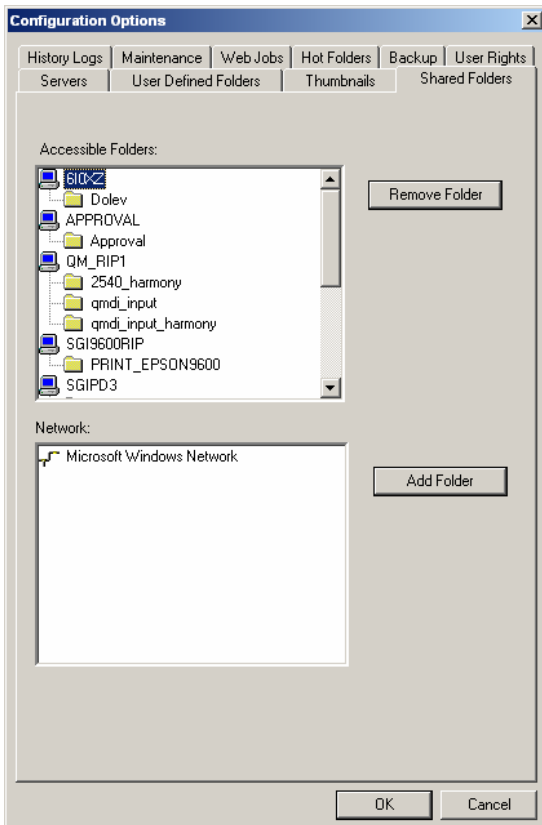 Configuration Options
History Logs Maintenance Web Jobs Hot Folders Backup User Rights
Servers User Defined Folders Thumbnails Shared Folders
Accessible Folders:
6I0XZ
Dolev
Remove Folder
APPROVAL
Approval
QM_RIP1
2540_harmony
qmdi_input
qmdi_input_harmony
SGI9600RIP
PRINT_EPSON9600
SGIPD3
Network:
Microsoft Windows Network
Add Folder
OK Cancel